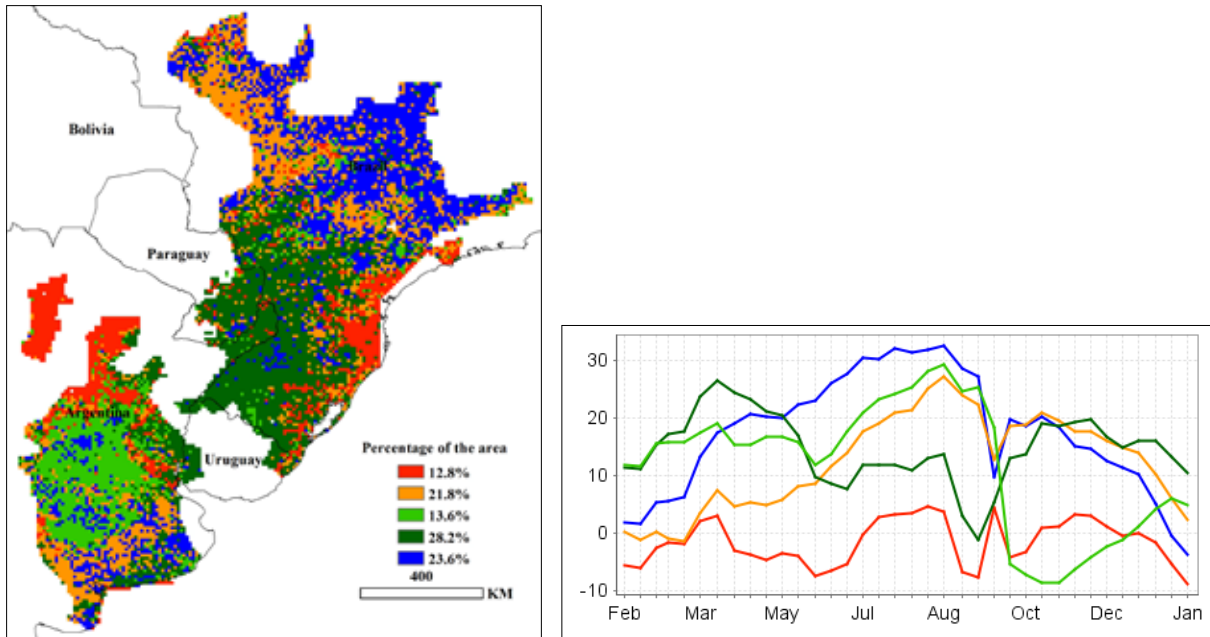 Bolivia
Brazil
Paraguay
Argentina
Uruguay
Percentage of the area
12.8%
21.8%
13.6%
28.2%
23.6%
400
KM
30
20
10
0
-10
Feb Mar May Jul Aug Oct Dec Jan